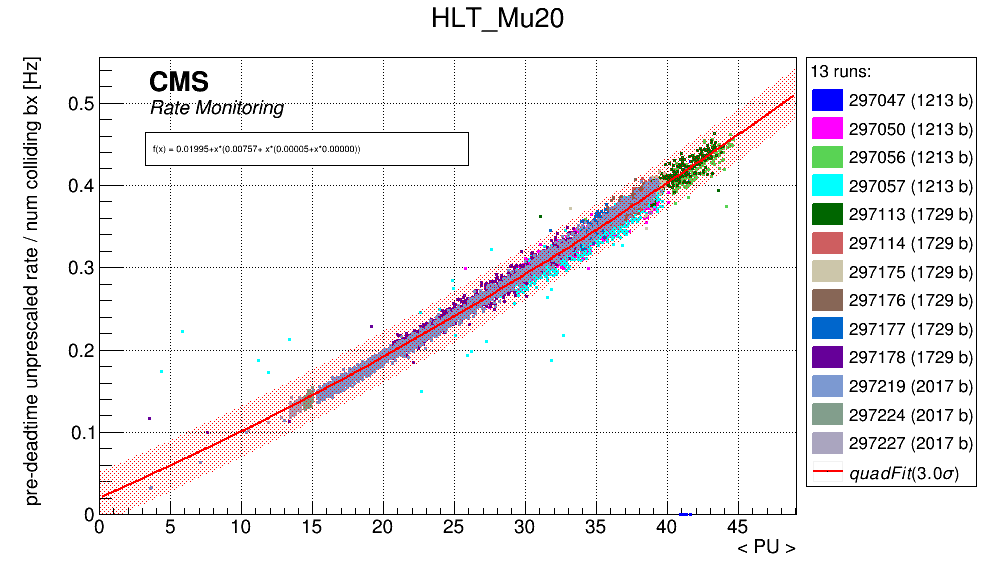 HLT_Mu20
pre-deadtime unprescaled rate / num colliding bx [Hz]
CMS
Rate Monitoring
f(x) = 0.01995+x*(0.00757+ x*(0.00005+x*0.00000))
0.5
0.4
0.3
0.2
0.1
0
0 5 10 15 20 25 30 35 40 45
< PU >
13 runs:
297047 (1213 b)
297050 (1213 b)
297056 (1213 b)
297057 (1213 b)
297113 (1729 b)
297114 (1729 b)
297175 (1729 b)
297176 (1729 b)
297177 (1729 b)
297178 (1729 b)
297219 (2017 b)
297224 (2017 b)
297227 (2017 b)
quadFit(3.0σ)